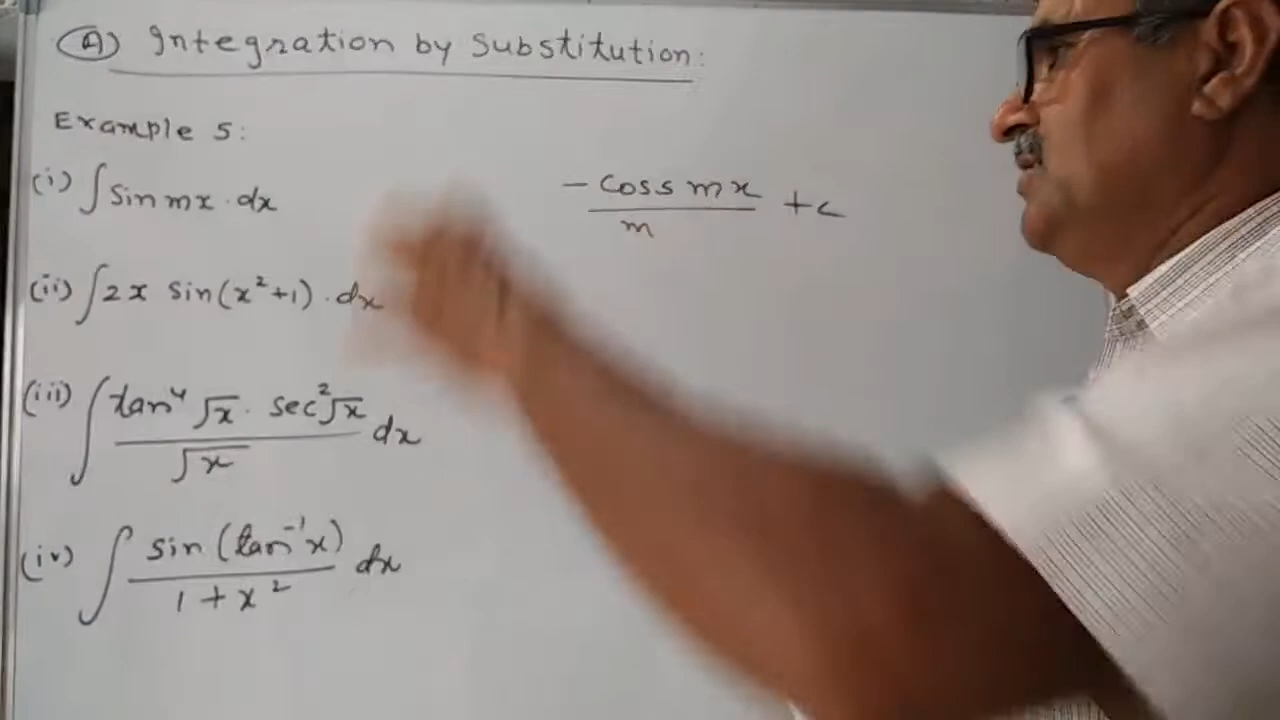 (A) Integration by Substitution:
Example 5:
(i) ∫ sin mx · dx
- coss mx / m + c
(ii) ∫ 2x sin(x²+1) · dx
(iii) ∫ tan⁴ √x · sec² √x / √x dx
(iv) ∫ sin (tan⁻¹x) / 1 + x² dx